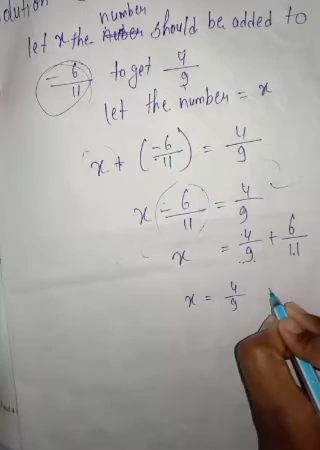 olution
number
let x the should be added to
-6/11 to get 4/9
let the number = x
x + (-6/11) = 4/9
x - 6/11 = 4/9
x = 4/9 + 6/11
x = 4/9